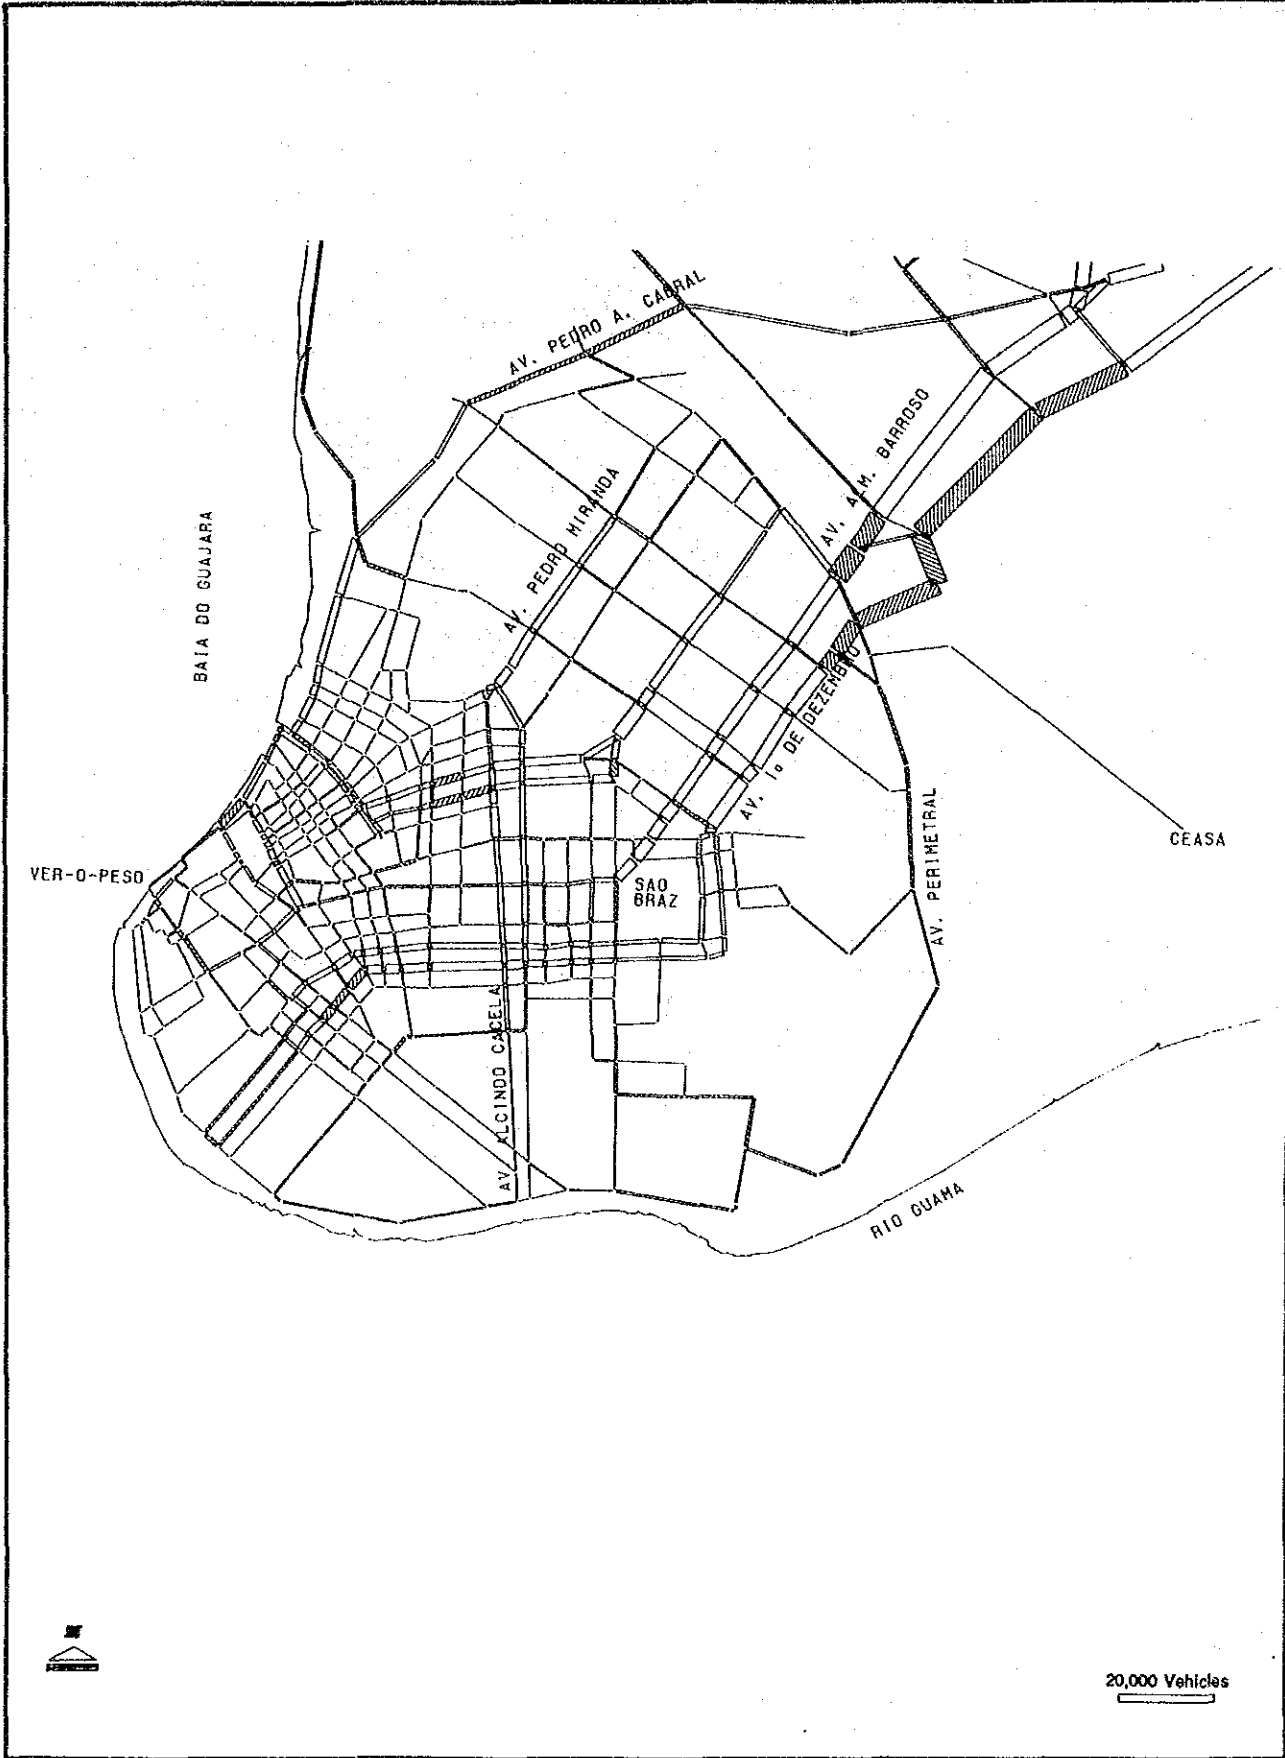 AV. PEDRO A. CABRAL
AV. ALM. BARROSO
AV. PEDRO MIRANDA
BAIA DO GUAJARA
AV. 1º DE DEZEMBRO
AV. PERIMETRAL
CEASA
VER-O-PESO
SAO
BRAZ
AV. ALCINDO CACELA
RIO GUAMA
20,000 Vehicles